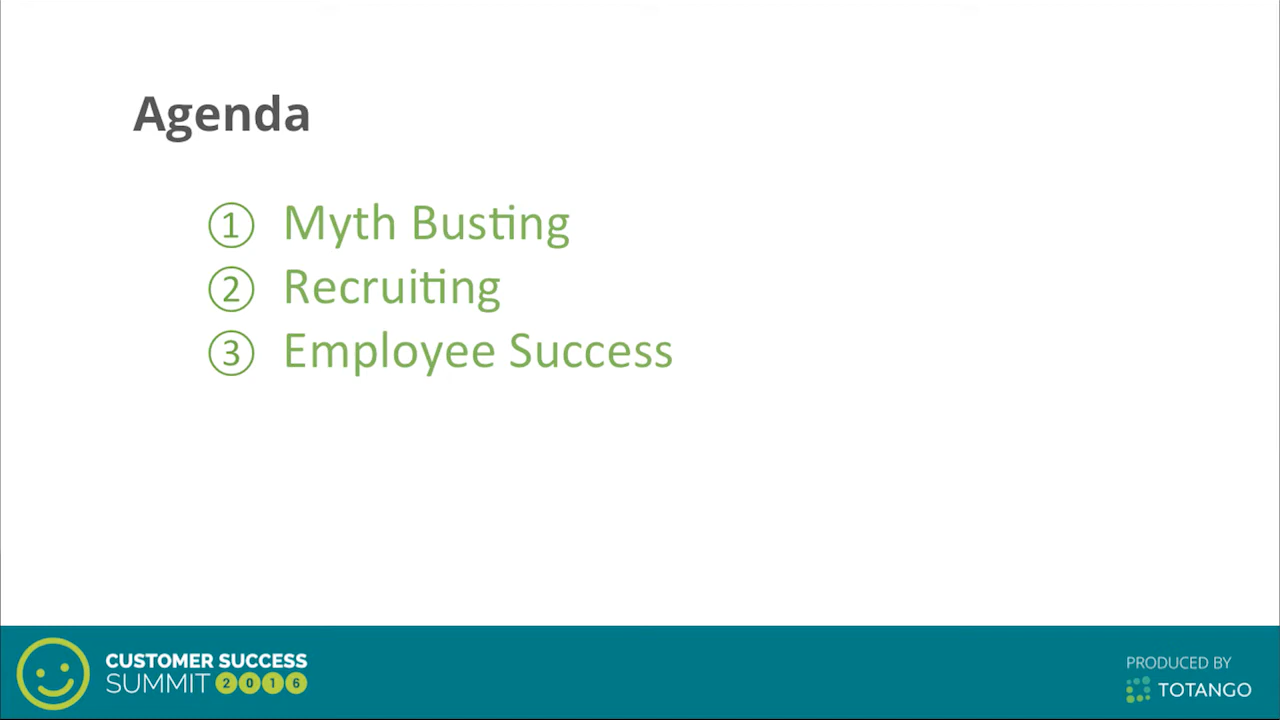 Agenda
① Myth Busting
② Recruiting
③ Employee Success
CUSTOMER SUCCESS
SUMMIT 2016
PRODUCED BY
TOTANGO